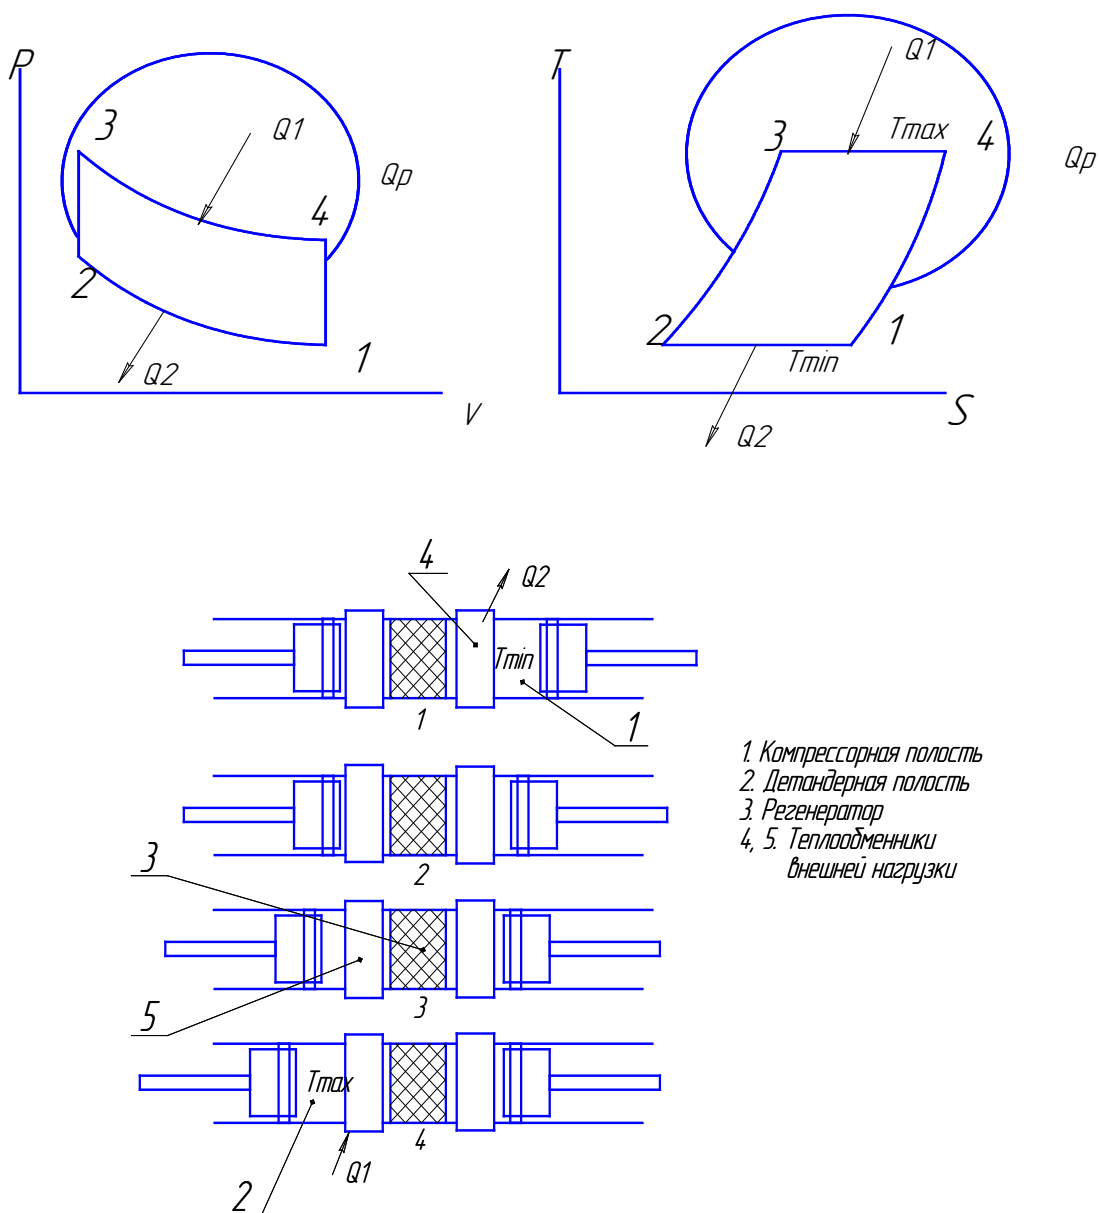 P
3
Q1
Qp
4
2
1
Q2
V
T
Q1
Tmax
3
4
Qp
2
1
Tmin
Q2
S
4
Q2
Tmin
1
1
1. Компрессорная полость
2. Детандерная полость
3. Регенератор
4, 5. Теплообменники
внешней нагрузки
3
2
5
3
Tmax
4
Q1
2